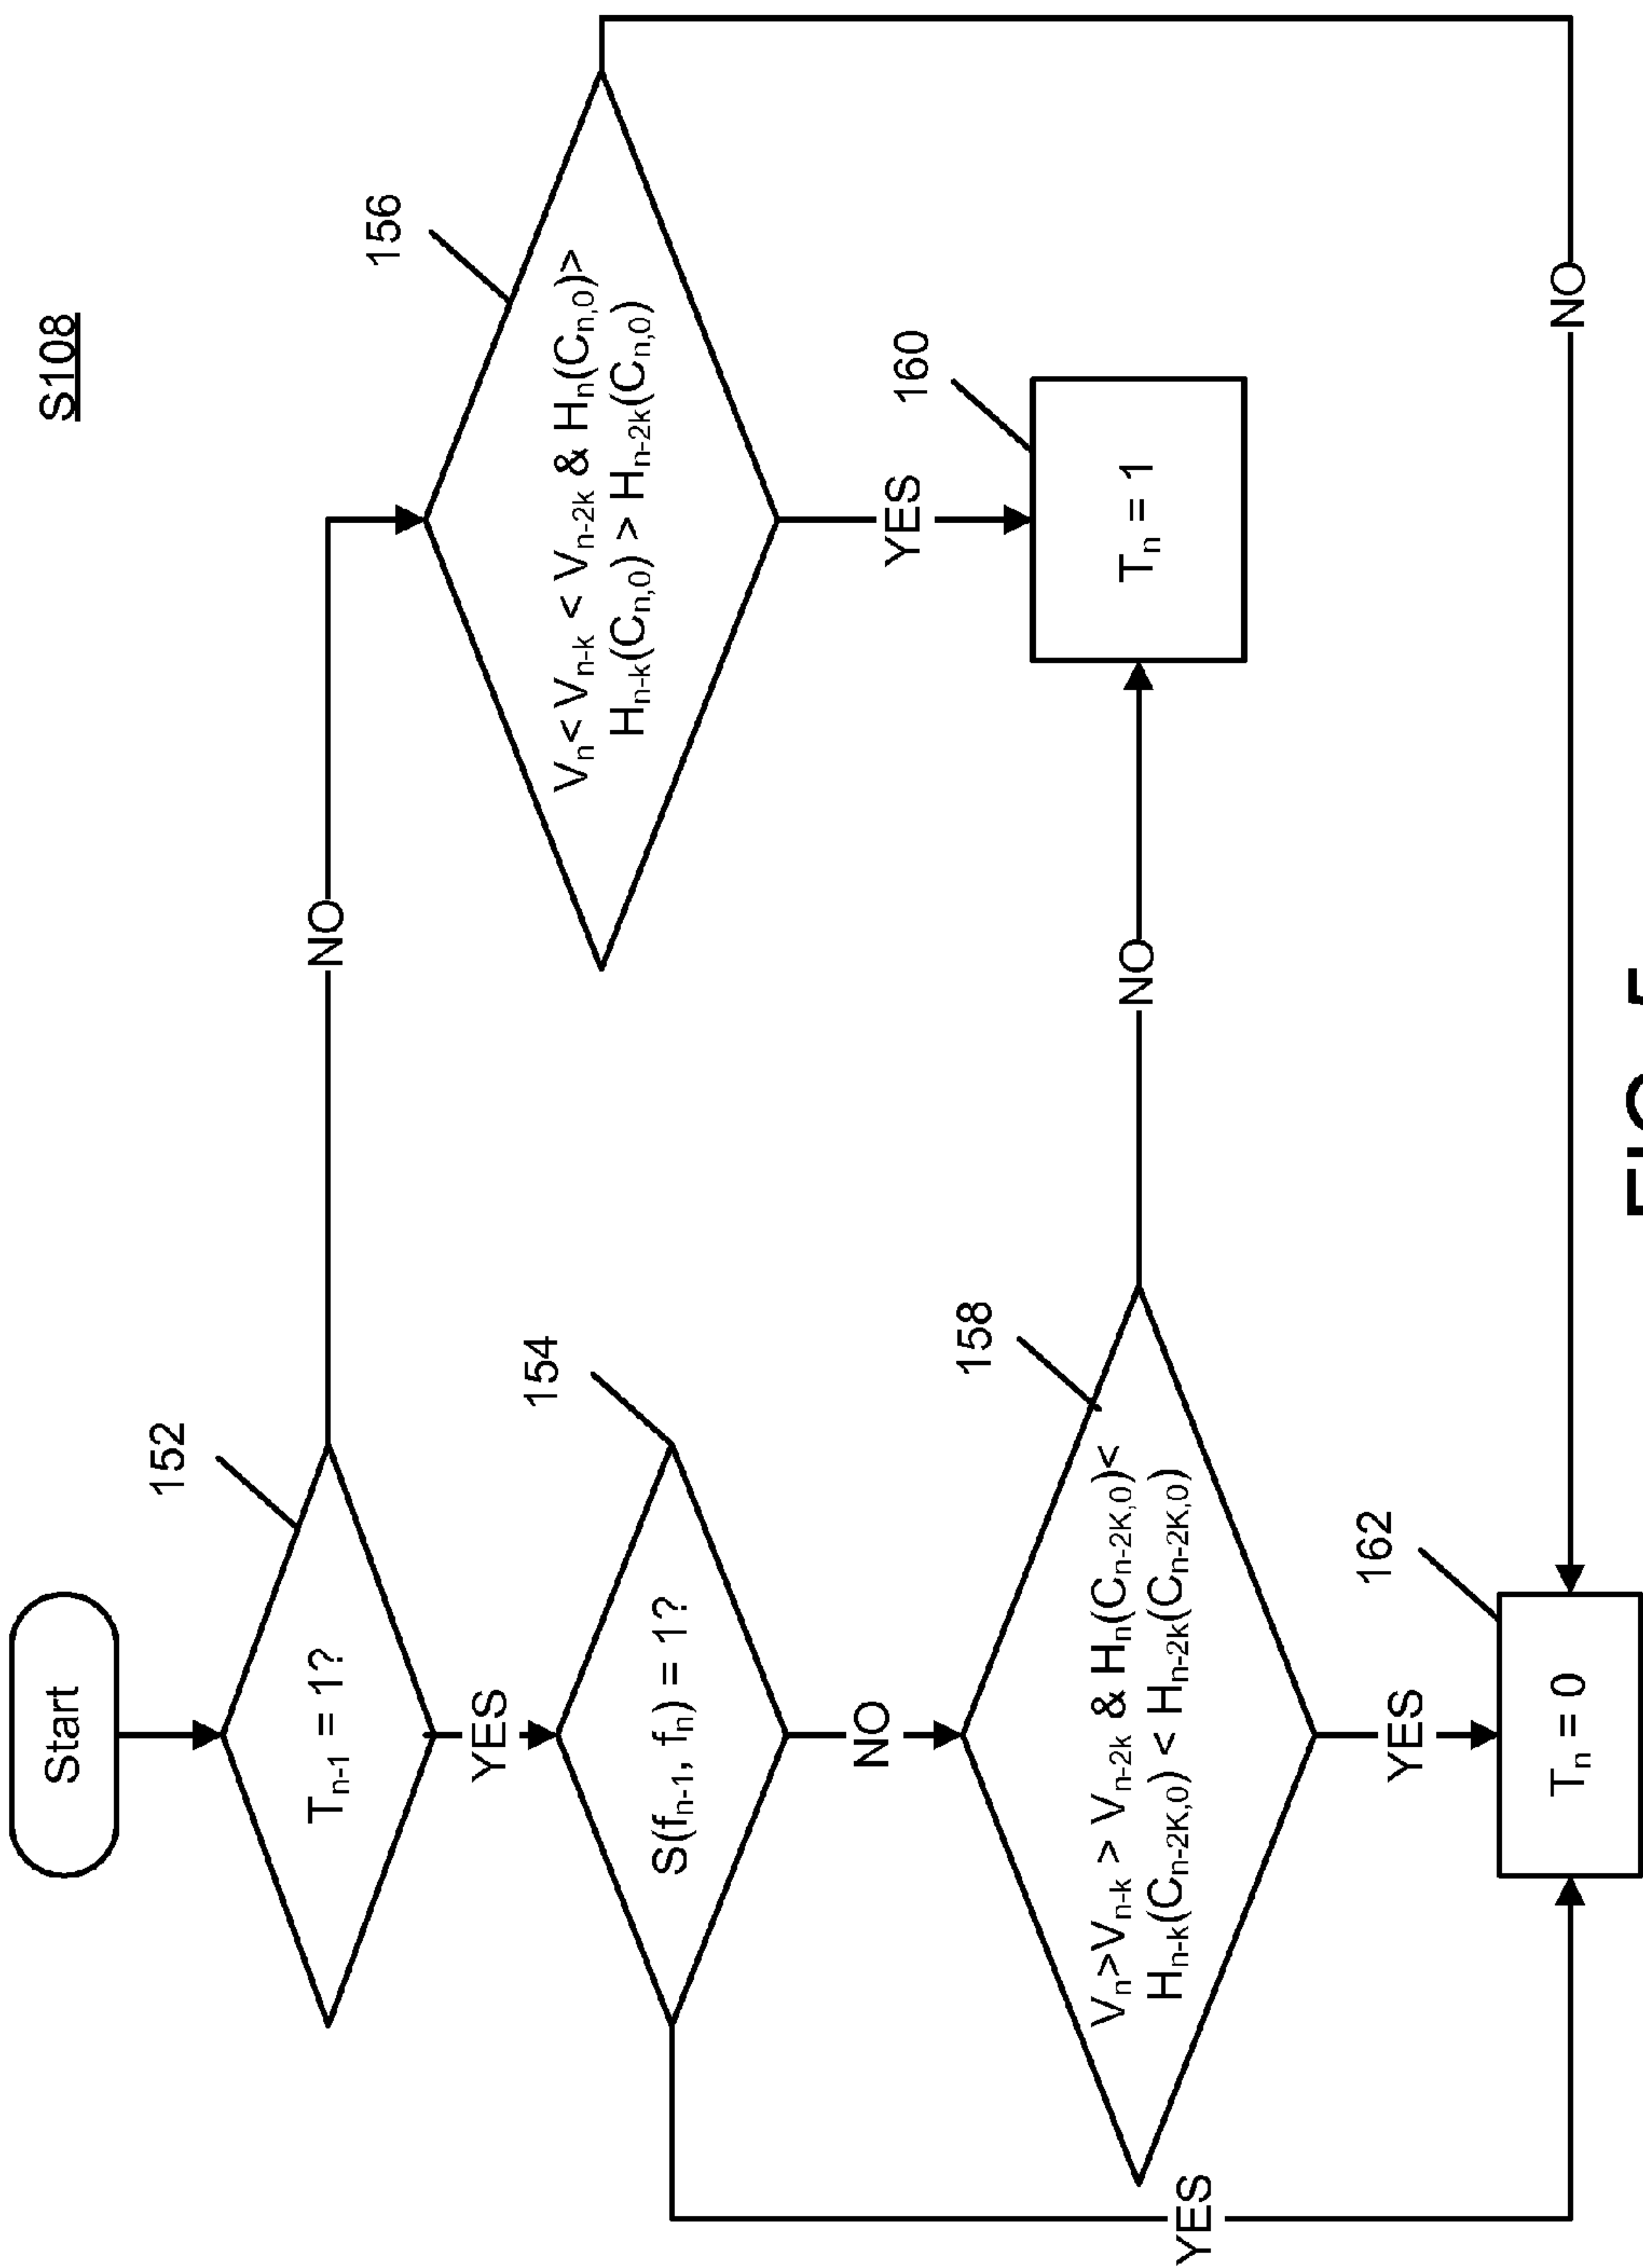 S108
Start
152
Tn-1 = 1?
NO
YES
154
S(fn-1, fn) = 1?
156
Vn< Vn-k < Vn-2k & Hn(Cn,0)>
Hn-k(Cn,0) > Hn-2k(Cn,0)
NO
YES
158
Vn>Vn-k > Vn-2k & Hn(Cn-2K,0)<
Hn-k(Cn-2K,0) < Hn-2k(Cn-2K,0)
NO
160
Tn = 1
YES
YES
162
Tn = 0
NO